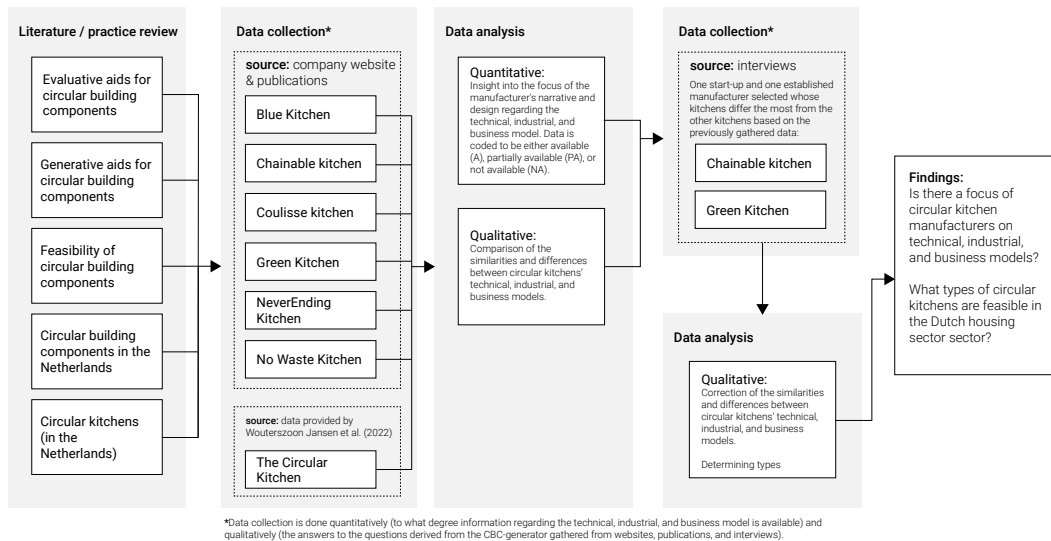 Literature / practice review
Evaluative aids for
circular building
components
Generative aids for
circular building
components
Feasibility of
circular building
components
Circular building
components in the
Netherlands
Circular kitchens
(in the
Netherlands)
Data collection*
source: company website
& publications
Blue Kitchen
Chainable kitchen
Coulisse kitchen
Green Kitchen
NeverEnding
Kitchen
No Waste Kitchen
source: data provided by
Wouterszoon Jansen et al. (2022)
The Circular
Kitchen
Data analysis
Quantitative:
Insight into the focus of the
manufacturer's narrative and
design regarding the
technical, industrial, and
business model. Data is
coded to be either available
(A), partially available (PA), or
not available (NA).
Qualitative:
Comparison of the
similarities and differences
between circular kitchens'
technical, industrial, and
business models.
Data collection*
source: interviews
One start-up and one established
manufacturer selected whose
kitchens differ the most from the
other kitchens based on the
previously gathered data:
Chainable kitchen
Green Kitchen
Data analysis
Qualitative:
Correction of the similarities
and differences between
circular kitchens' technical,
industrial, and business
models.
Determining types
Findings:
Is there a focus of
circular kitchen
manufacturers on
technical, industrial,
and business models?
What types of circular
kitchens are feasible in
the Dutch housing
sector sector?
*Data collection is done quantitatively (to what degree information regarding the technical, industrial, and business model is available) and
qualitatively (the answers to the questions derived from the CBC-generator gathered from websites, publications, and interviews).